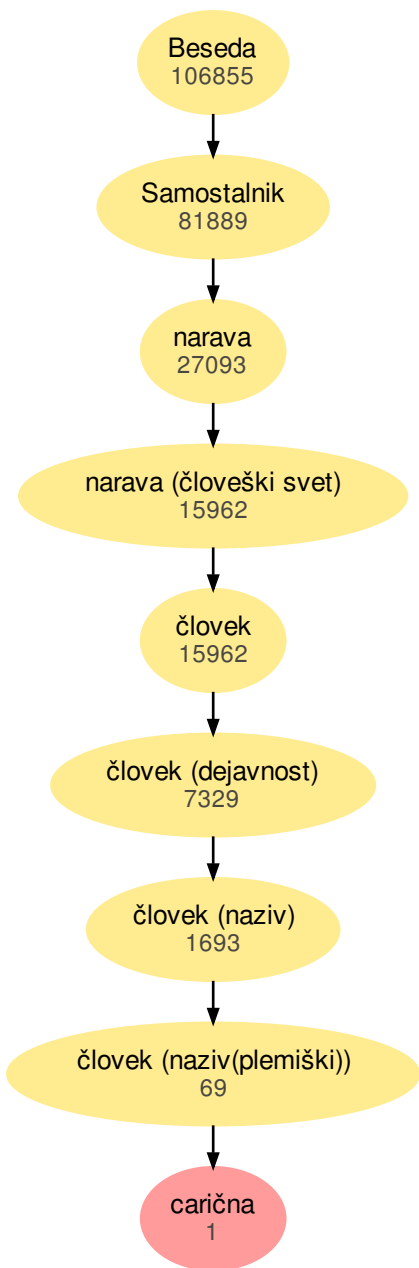 Beseda
106855
Samostalnik
81889
narava
27093
narava (človeški svet)
15962
človek
15962
človek (dejavnost)
7329
človek (naziv)
1693
človek (naziv(plemiški))
69
carična
1